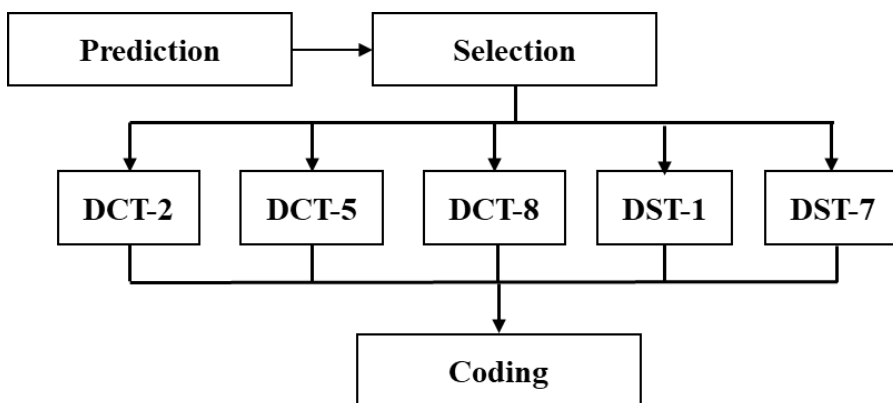 Prediction
Selection
DCT-2
DCT-5
DCT-8
DST-1
DST-7
Coding